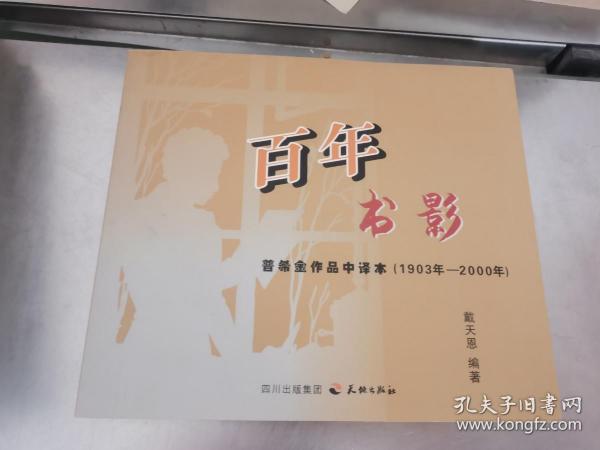 百年
书影
普希金作品中译本(1903年—2000年)
戴天恩 编著
四川出版集团 天地出版社
孔夫子旧书网
www.kongfz.com